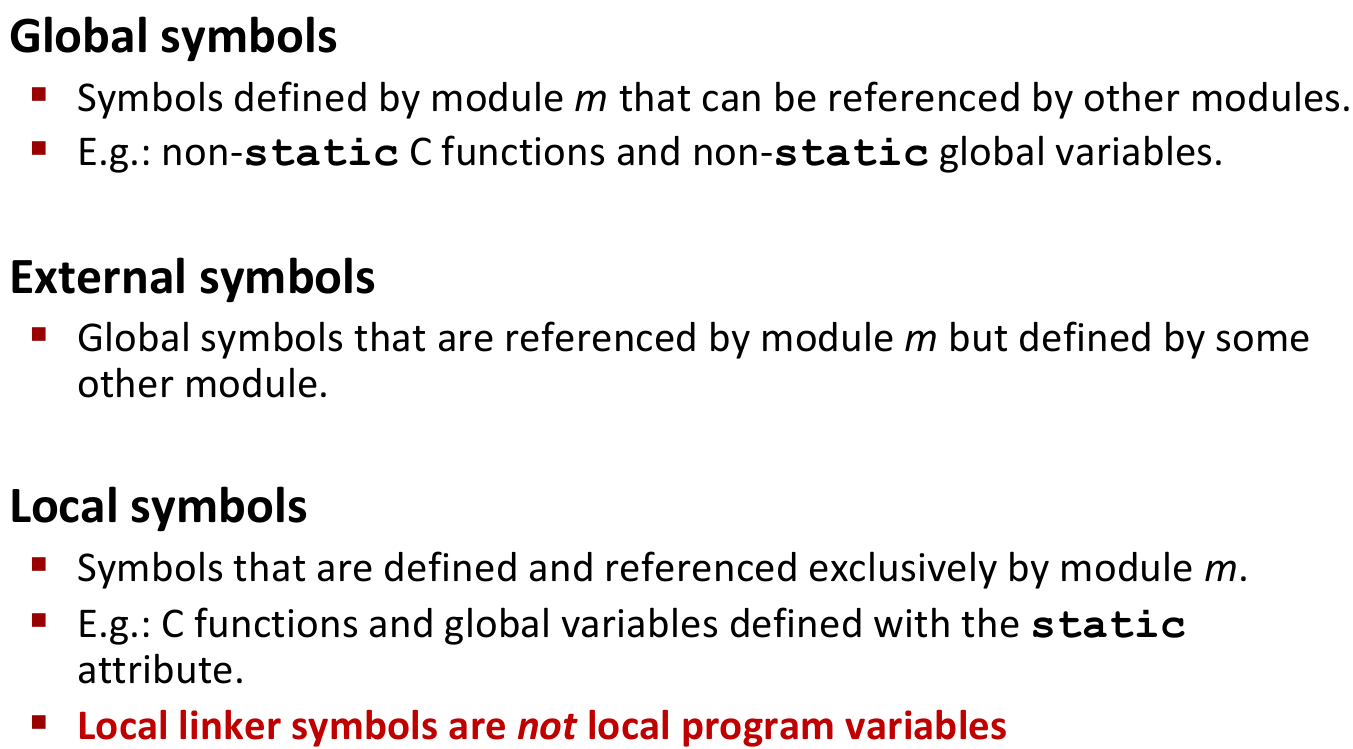 Global symbols
▪ Symbols defined by module m that can be referenced by other modules.
▪ E.g.: non-static C functions and non-static global variables.
External symbols
▪ Global symbols that are referenced by module m but defined by some
other module.
Local symbols
▪ Symbols that are defined and referenced exclusively by module m.
▪ E.g.: C functions and global variables defined with the static
attribute.
▪ Local linker symbols are not local program variables